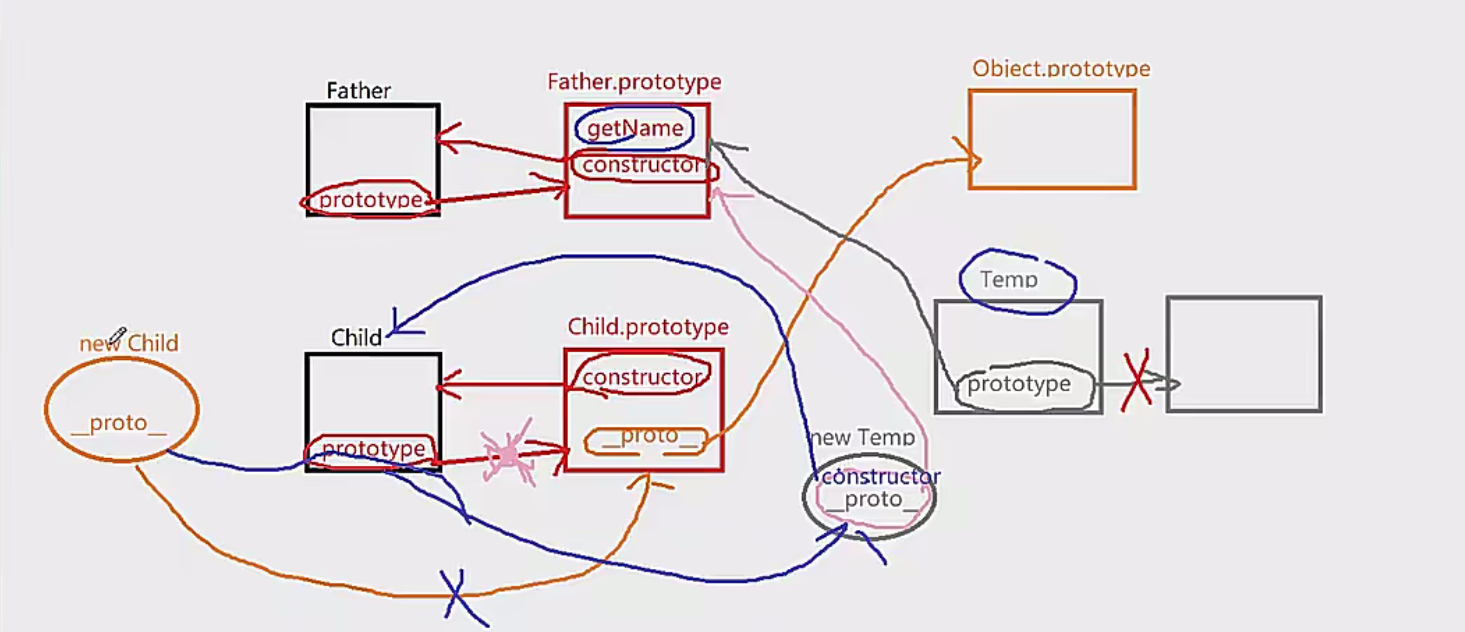 Object.prototype
Father.prototype
Father
getName
constructor
prototype
Temp
Child.prototype
Child
new Child
constructor
prototype
__proto__
__proto__
prototype
new Temp
constructor
__proto__